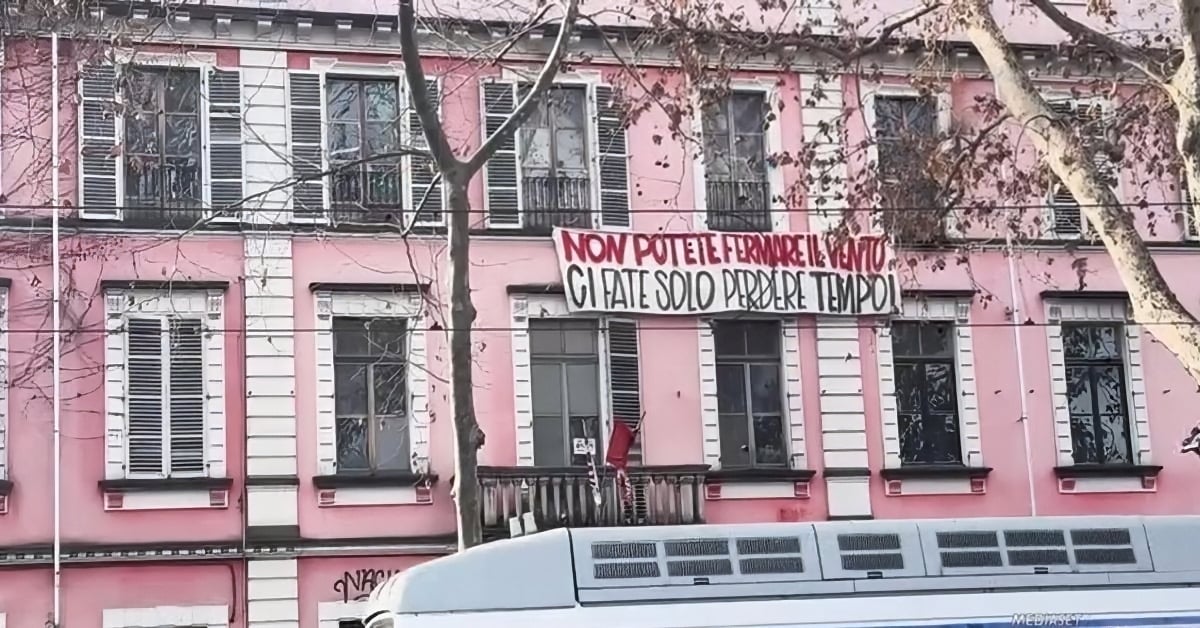 NON POTETE FERMARE IL VENTO
CI FATE SOLO PERDERE TEMPO!
MEDIASET